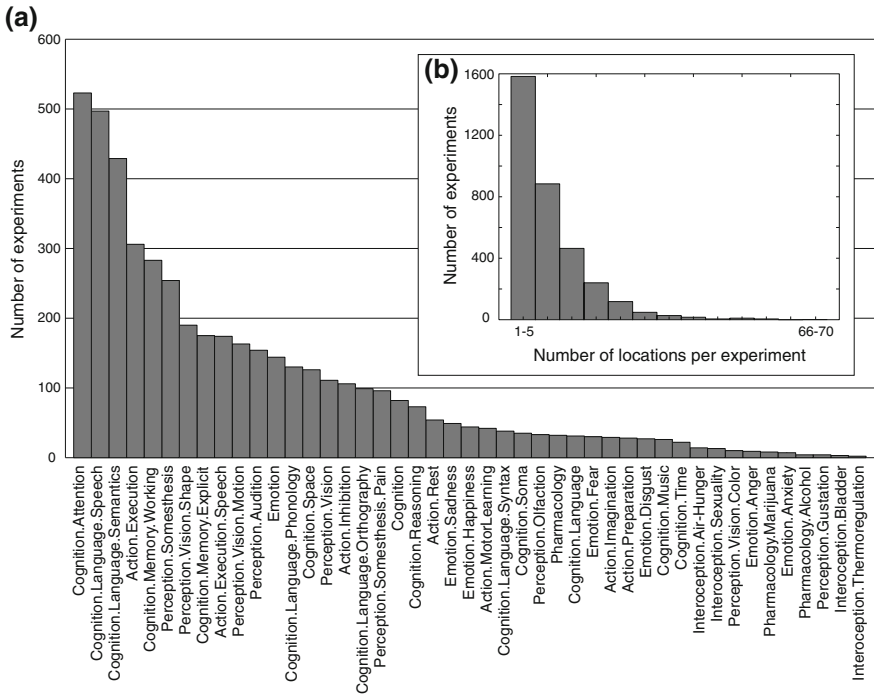 (a)
600
500
400
300
200
100
0
Number of experiments
(b)
1600
1200
800
400
0
Number of experiments
1-5
66-70
Number of locations per experiment
Cognition.Attention
Cognition.Language.Speech
Cognition.Language.Semantics
Action.Execution
Cognition.Memory.Working
Perception.Somesthesis
Perception.Vision.Shape
Cognition.Memory.Explicit
Action.Execution.Speech
Perception.Vision.Motion
Perception.Audition
Emotion
Cognition.Language.Phonology
Cognition.Space
Perception.Vision
Action.Inhibition
Cognition.Language.Orthography
Perception.Somesthesis.Pain
Cognition
Cognition.Reasoning
Action.Rest
Emotion.Sadness
Emotion.Happiness
Action.MotorLearning
Cognition.Language.Syntax
Cognition.Soma
Perception.Olfaction
Pharmacology
Cognition.Language
Emotion.Fear
Action.Imagination
Action.Preparation
Emotion.Disgust
Cognition.Music
Cognition.Time
Interoception.Air-Hunger
Interoception.Sexuality
Perception.Vision.Color
Emotion.Anger
Pharmacology.Marijuana
Emotion.Anxiety
Pharmacology.Alcohol
Perception.Gustation
Interoception.Bladder
Interoception.Thermoregulation